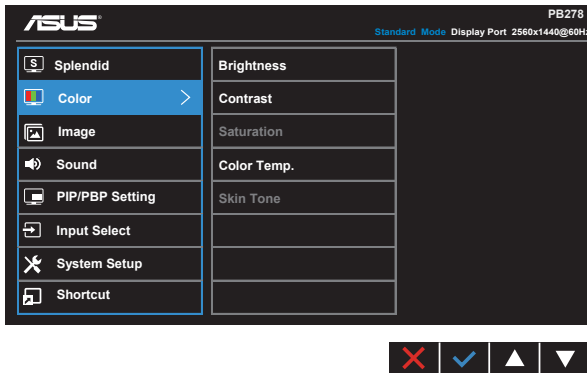 ASUS
PB278
Standard Mode Display Port 2560x1440@60Hz
S Splendid
Color
Image
Sound
PIP/PBP Setting
Input Select
System Setup
Shortcut
Brightness
Contrast
Saturation
Color Temp.
Skin Tone